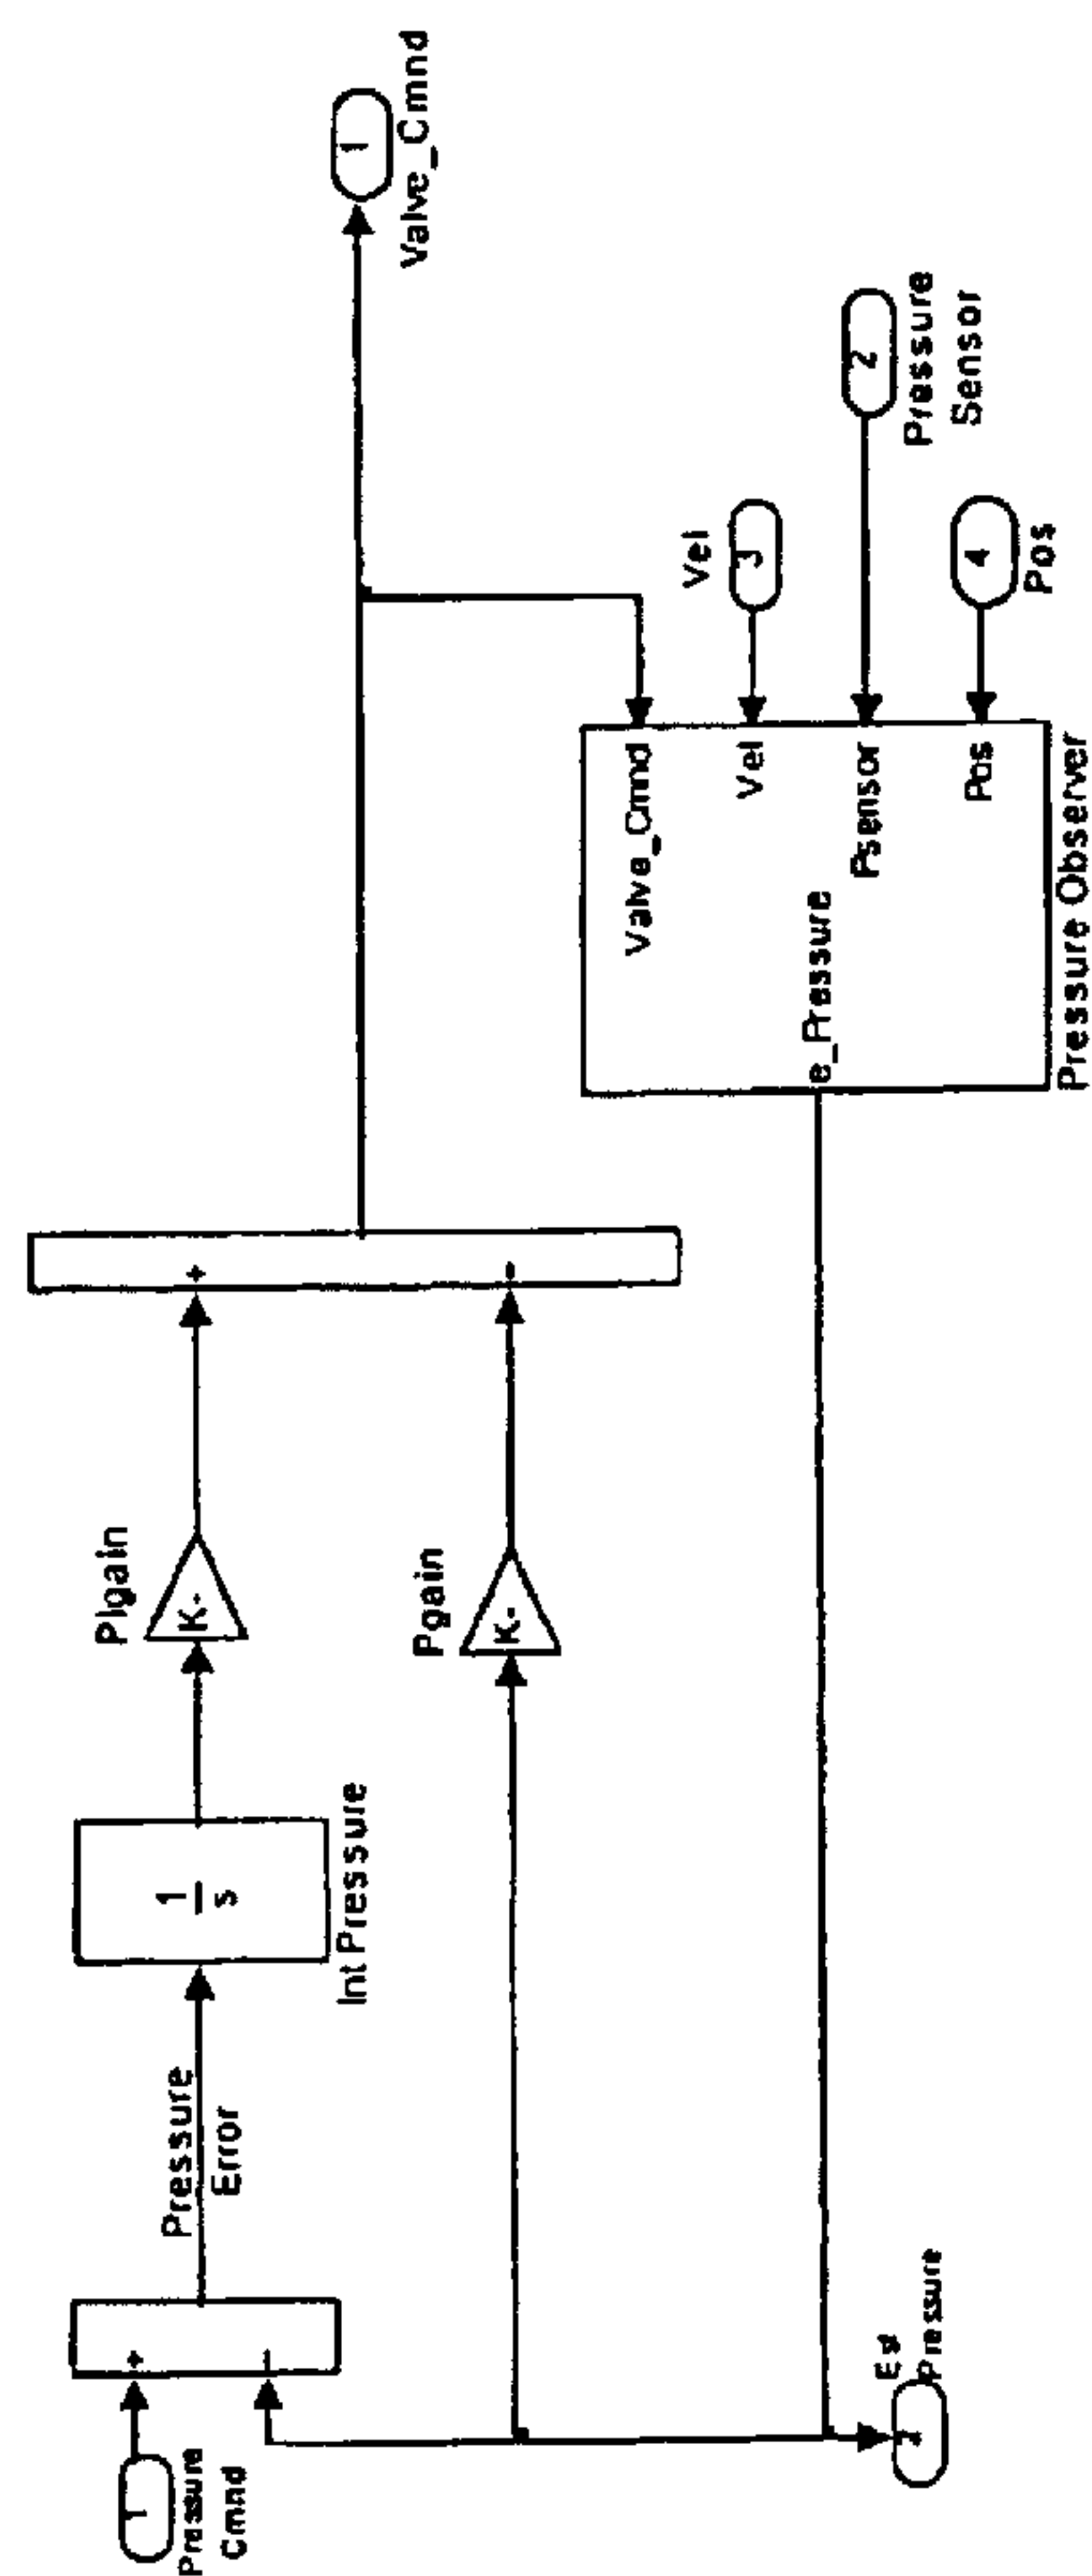 1
Pressure
Cmnd
+
−
Pressure
Error
1
s
Int Pressure
PIgain
K-
Pgain
K-
+
-
1
Valve_Cmnd
Valve_Cmnd
Vel
Psensor
Pos
e_Pressure
Pressure Observer
Vel
3
2
Pressure
Sensor
4
Pos
Est
Pressure
2